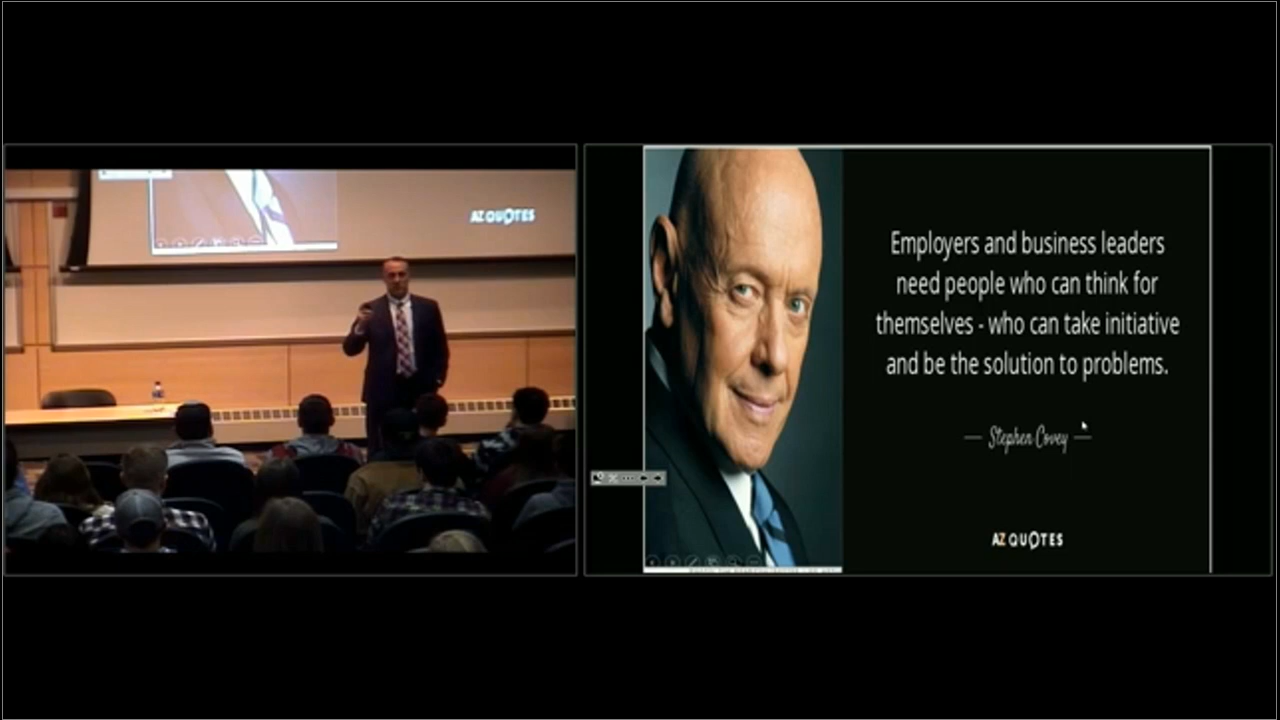 AZ QUOTES
Employers and business leaders
need people who can think for
themselves - who can take initiative
and be the solution to problems.
— Stephen Covey —
AZ QUOTES